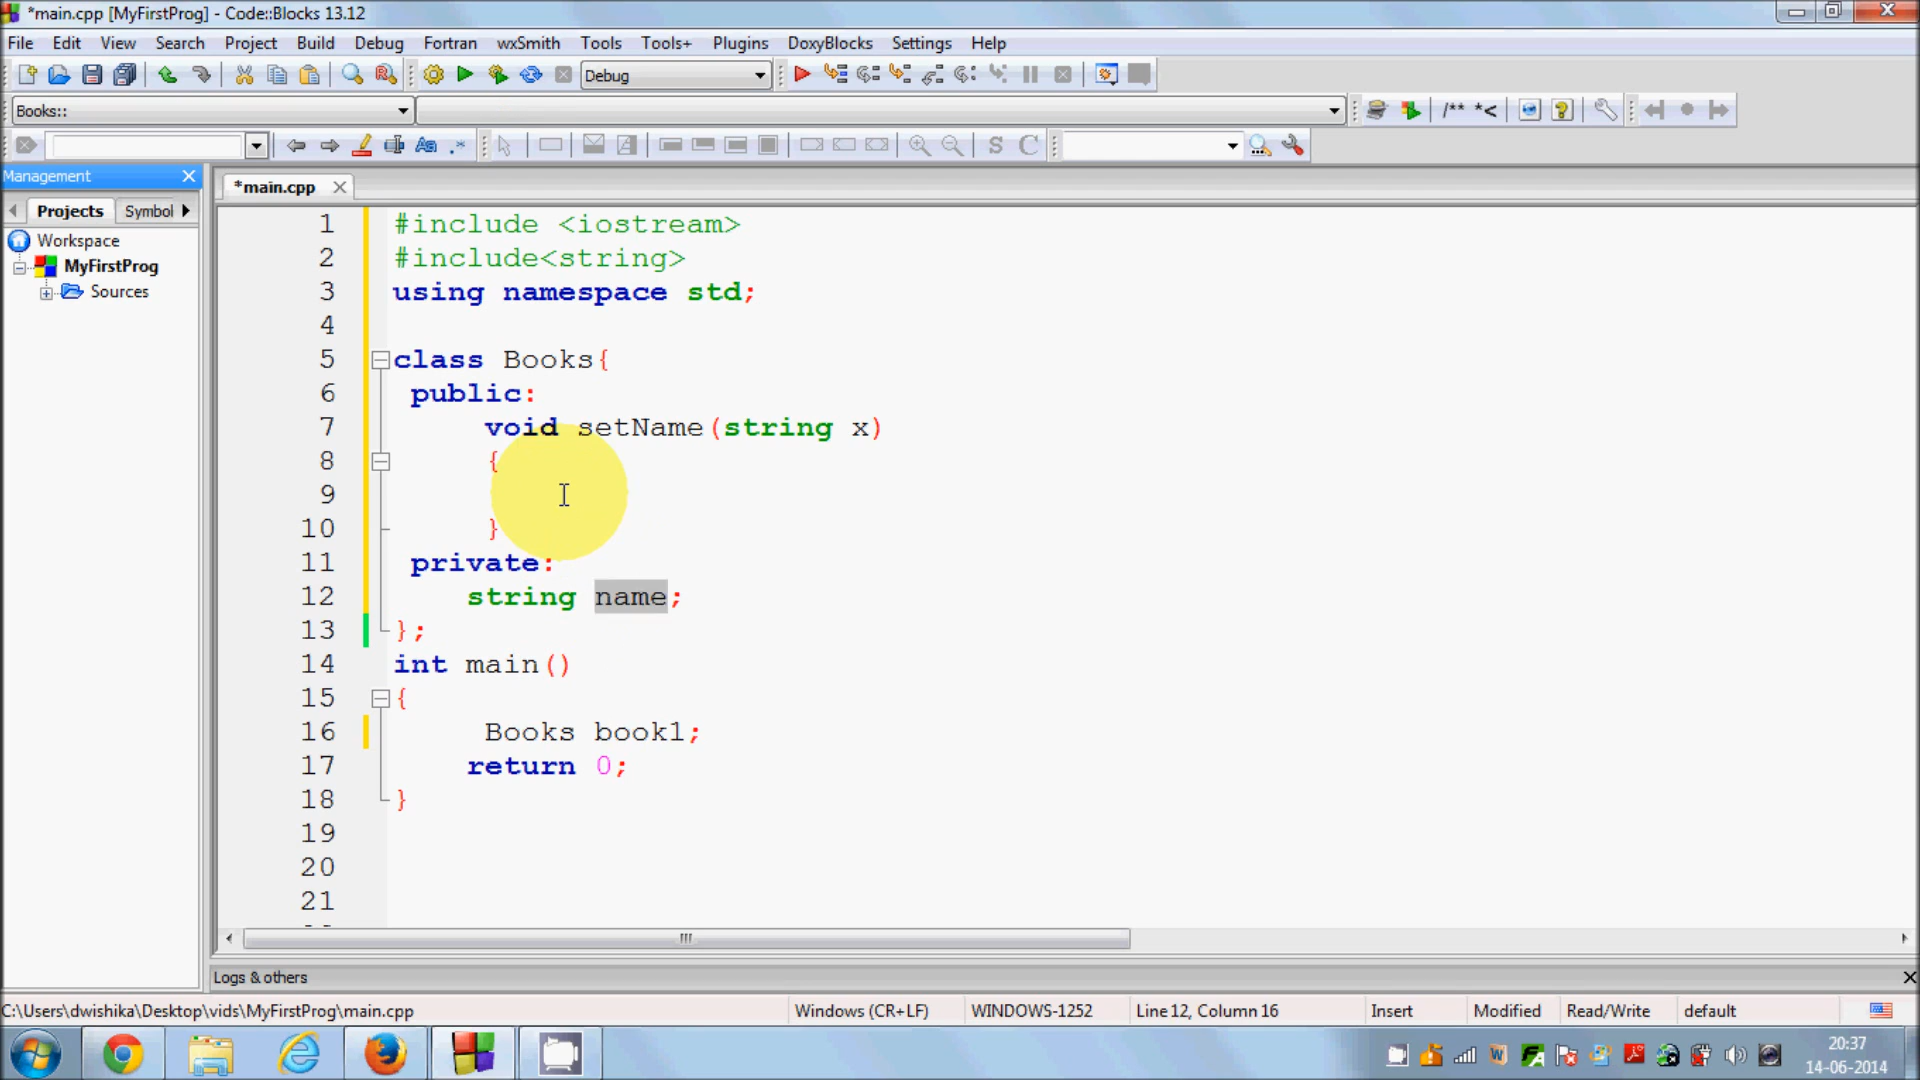 *main.cpp [MyFirstProg] - Code::Blocks 13.12
File Edit View Search Project Build Debug Fortran wxSmith Tools Tools+ Plugins DoxyBlocks Settings Help
Debug
Books::
/** *<
S C
Management
*main.cpp
Projects Symbol
Workspace
MyFirstProg
Sources
1 #include <iostream>
2 #include<string>
3 using namespace std;
4
5 class Books{
6 public:
7 void setName(string x)
8 {
9
10 }
11 private:
12 string name;
13 };
14 int main()
15 {
16 Books book1;
17 return 0;
18 }
19
20
21
Logs & others
C:\Users\dwishika\Desktop\vids\MyFirstProg\main.cpp Windows (CR+LF) WINDOWS-1252 Line 12, Column 16 Insert Modified Read/Write default
20:37
14-06-2014